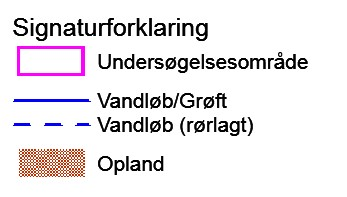 Signaturforklaring
Undersøgelsesområde
Vandløb/Grøft
Vandløb (rørlagt)
Opland